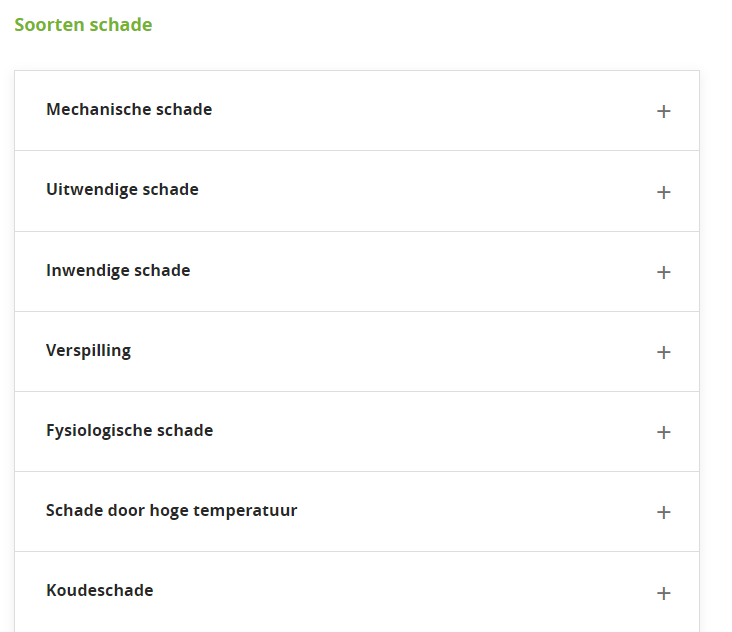 Soorten schade
Mechanische schade
Uitwendige schade
Inwendige schade
Verspilling
Fysiologische schade
Schade door hoge temperatuur
Koudeschade